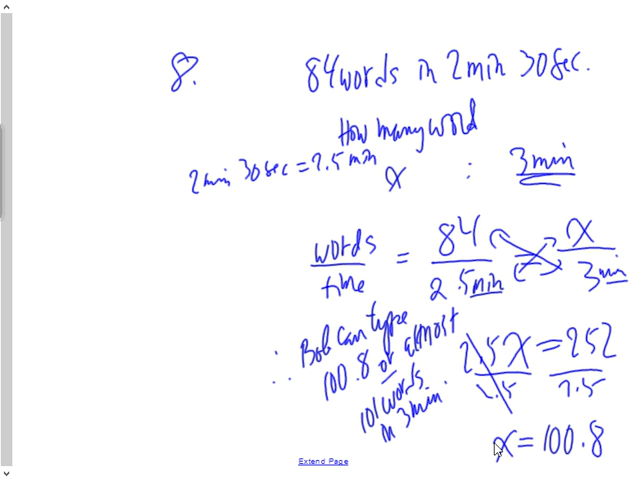 8. 84 words in 2 min 30 sec.
How many word
2 min 30 sec = 2.5 min x : 3 min
words/time = 84/2.5 min = x/3 min
∴ Bob can type
100.8 or almost
101 words
in 3 min.
2.5x/2.5 = 252/2.5
x = 100.8
Extend Page